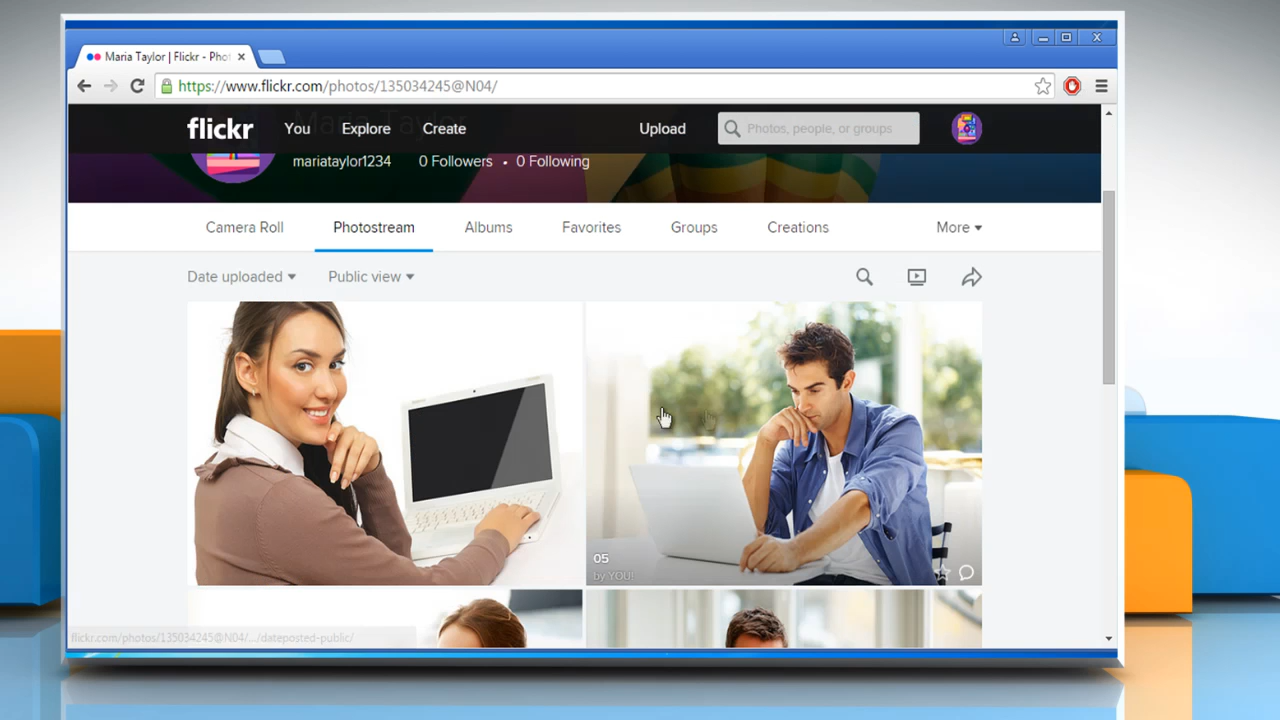 Maria Taylor | Flickr - Phot
https://www.flickr.com/photos/135034245@N04/
flickr You Explore Create Upload Photos, people, or groups
Maria Taylor
mariataylor1234 0 Followers • 0 Following
Camera Roll Photostream Albums Favorites Groups Creations More
Date uploaded Public view
05
by YOU!
flickr.com/photos/135034245@N04/.../dateposted-public/